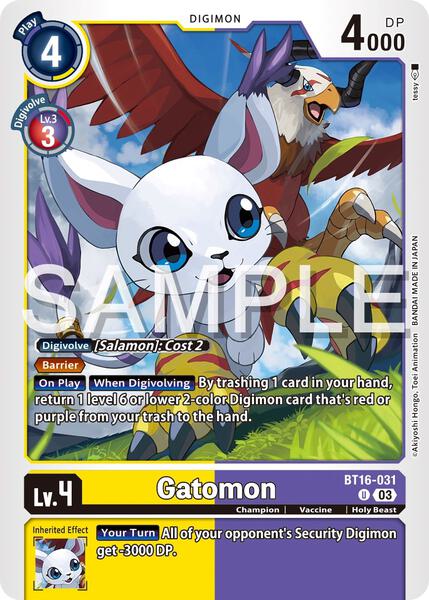 DIGIMON
Play
4
DP
4000
Digivolve
Lv.3
3
tessy
SAMPLE
©Akiyoshi Hongo, Toei Animation BANDAI MADE IN JAPAN
Digivolve [Salamon]: Cost 2
Barrier
On Play When Digivolving By trashing 1 card in your hand,
return 1 level 6 or lower 2-color Digimon card that's red or
purple from your trash to the hand.
BT16-031
Lv.4
Gatomon
U 03
Champion Vaccine Holy Beast
Inherited Effect
Your Turn All of your opponent's Security Digimon
get -3000 DP.